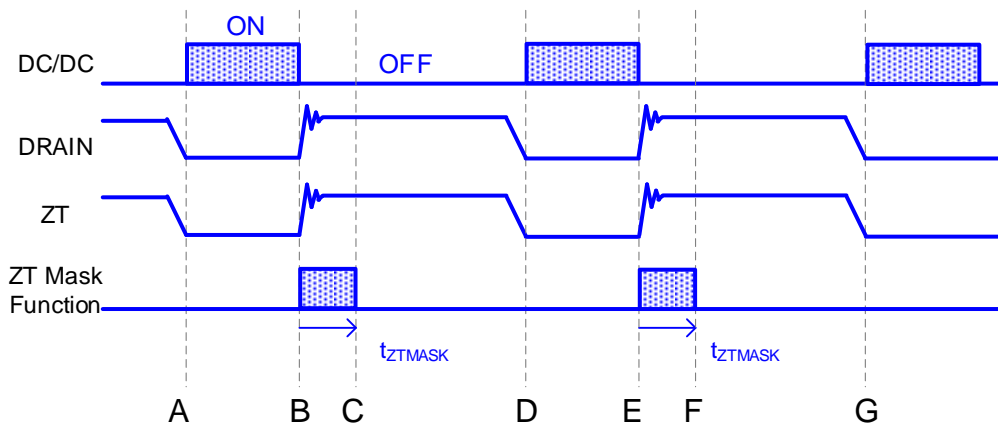 ON
DC/DC
OFF
DRAIN
ZT
ZT Mask
Function
tZTMASK
tZTMASK
A B C D E F G